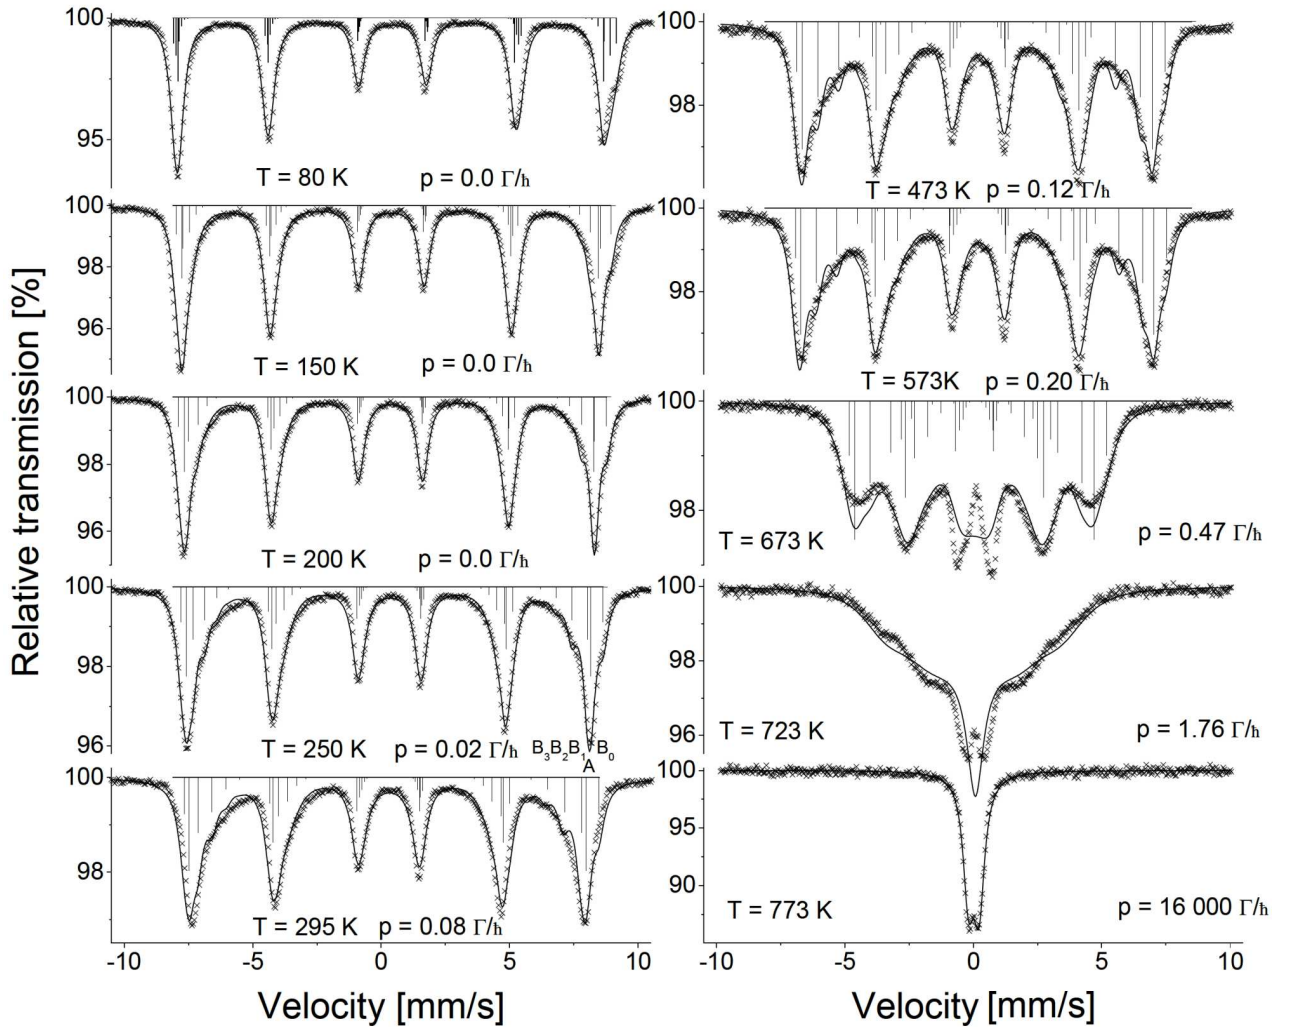 Relative transmission [%]
100
95
T = 80 K p = 0.0 Γ/ħ
100
98
96
T = 150 K p = 0.0 Γ/ħ
100
98
96
T = 200 K p = 0.0 Γ/ħ
100
98
96
T = 250 K p = 0.02 Γ/ħ
B₃B₂B₁ B₀
A
100
98
T = 295 K p = 0.08 Γ/ħ
-10 -5 0 5 10
Velocity [mm/s]
100
98
T = 473 K p = 0.12 Γ/ħ
100
98
T = 573K p = 0.20 Γ/ħ
100
98
T = 673 K p = 0.47 Γ/ħ
100
98
96
T = 723 K p = 1.76 Γ/ħ
100
95
90
T = 773 K p = 16 000 Γ/ħ
-10 -5 0 5 10
Velocity [mm/s]